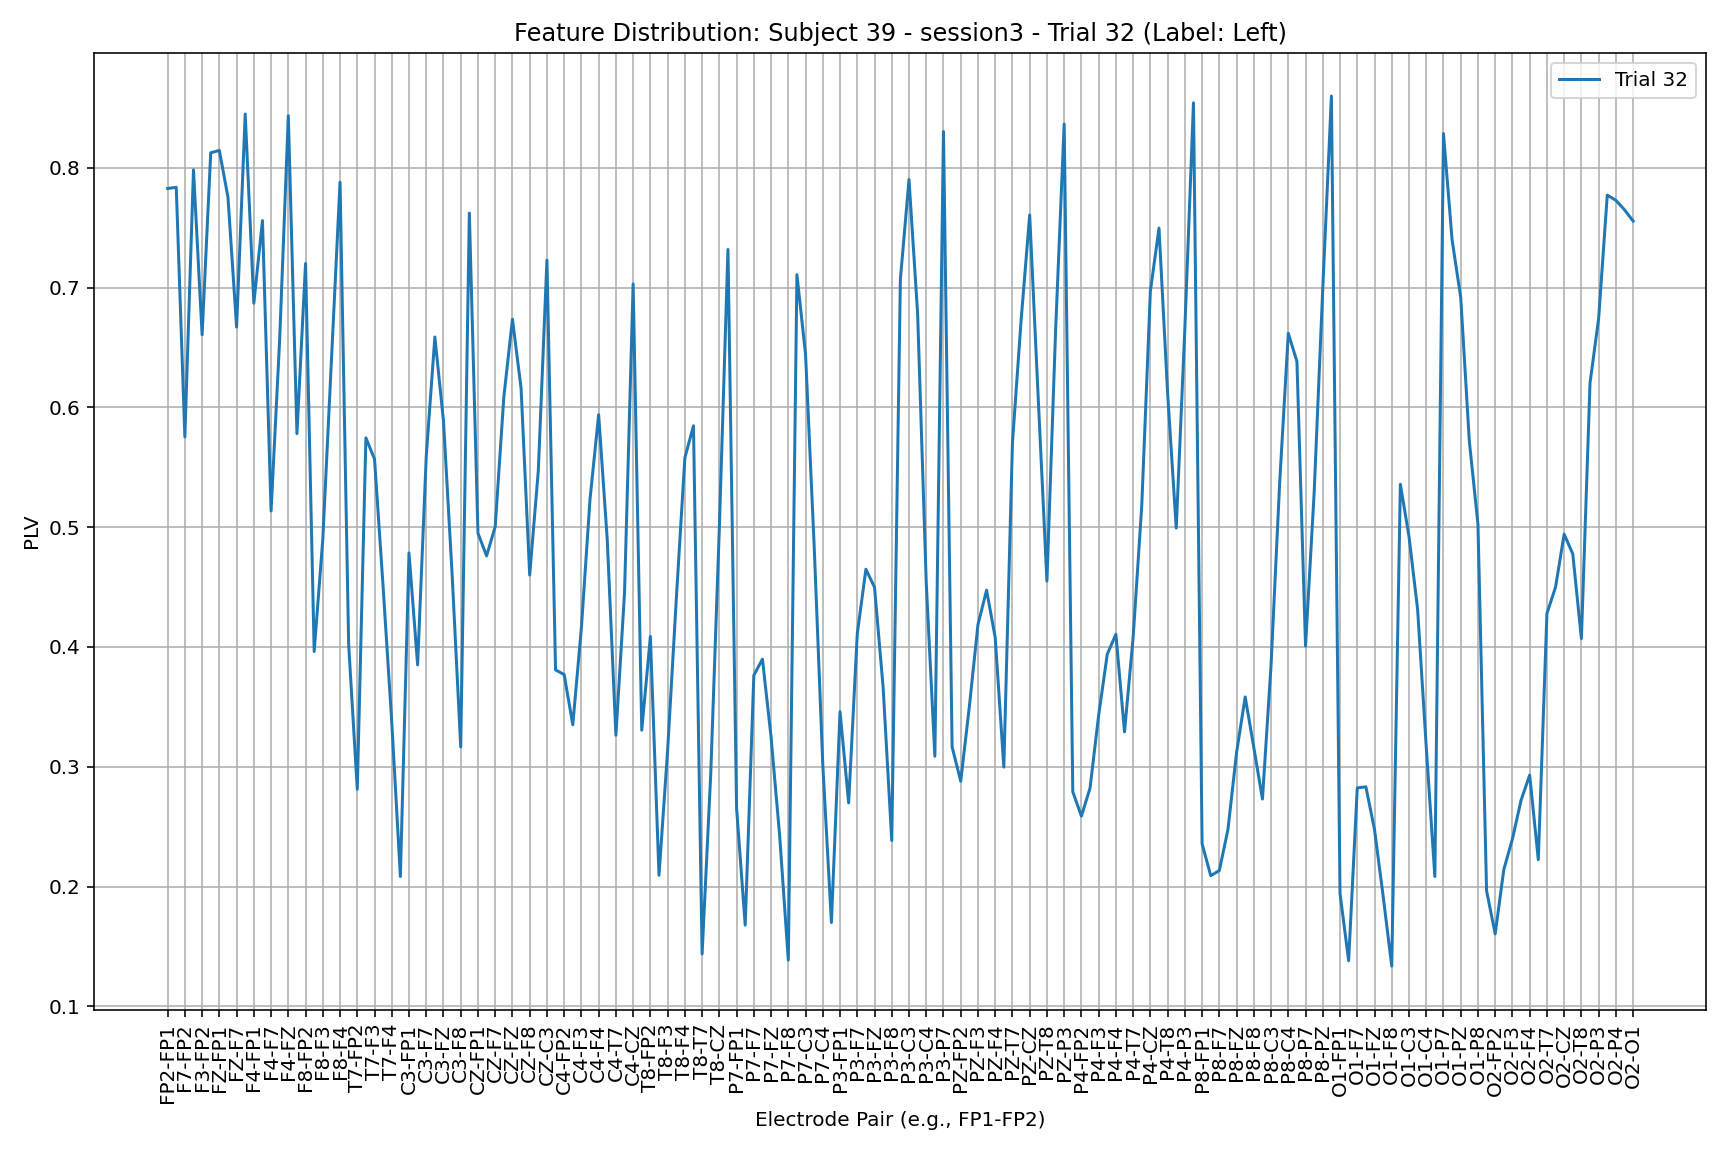 Feature Distribution: Subject 39 - session3 - Trial 32 (Label: Left)
Trial 32
PLV
0.8
0.7
0.6
0.5
0.4
0.3
0.2
0.1
FP2-FP1
F7-FP2
F3-FP2
FZ-FP1
FZ-F7
F4-FP1
F4-F7
F4-FZ
F8-FP2
F8-F3
F8-F4
T7-FP2
T7-F3
T7-F4
C3-FP1
C3-F7
C3-FZ
C3-F8
CZ-FP1
CZ-F7
CZ-FZ
CZ-F8
CZ-C3
C4-FP2
C4-F3
C4-F4
C4-T7
C4-CZ
T8-FP2
T8-F3
T8-F4
T8-T7
T8-CZ
P7-FP1
P7-F7
P7-FZ
P7-F8
P7-C3
P7-C4
P3-FP1
P3-F7
P3-FZ
P3-F8
P3-C3
P3-C4
P3-P7
PZ-FP2
PZ-F3
PZ-F4
PZ-T7
PZ-CZ
PZ-T8
PZ-P3
P4-FP2
P4-F3
P4-F4
P4-T7
P4-CZ
P4-T8
P4-P3
P8-FP1
P8-F7
P8-FZ
P8-F8
P8-C3
P8-C4
P8-P7
P8-PZ
O1-FP1
O1-F7
O1-FZ
O1-F8
O1-C3
O1-C4
O1-P7
O1-PZ
O1-P8
O2-FP2
O2-F3
O2-F4
O2-T7
O2-CZ
O2-T8
O2-P3
O2-P4
O2-O1
Electrode Pair (e.g., FP1-FP2)